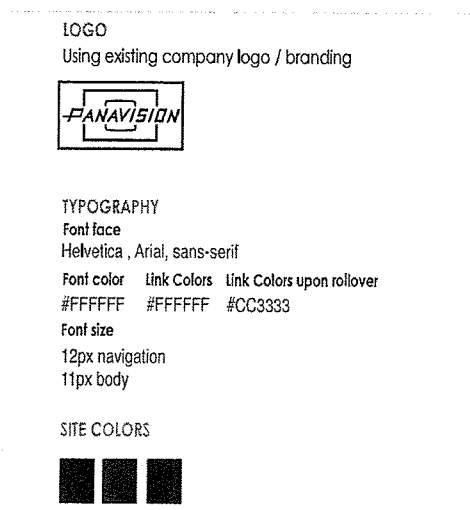 LOGO
Using existing company logo / branding
PANAVISION
TYPOGRAPHY
Font face
Helvetica , Arial, sans-serif
Font color Link Colors Link Colors upon rollover
#FFFFFF #FFFFFF #CC3333
Font size
12px navigation
11px body
SITE COLORS